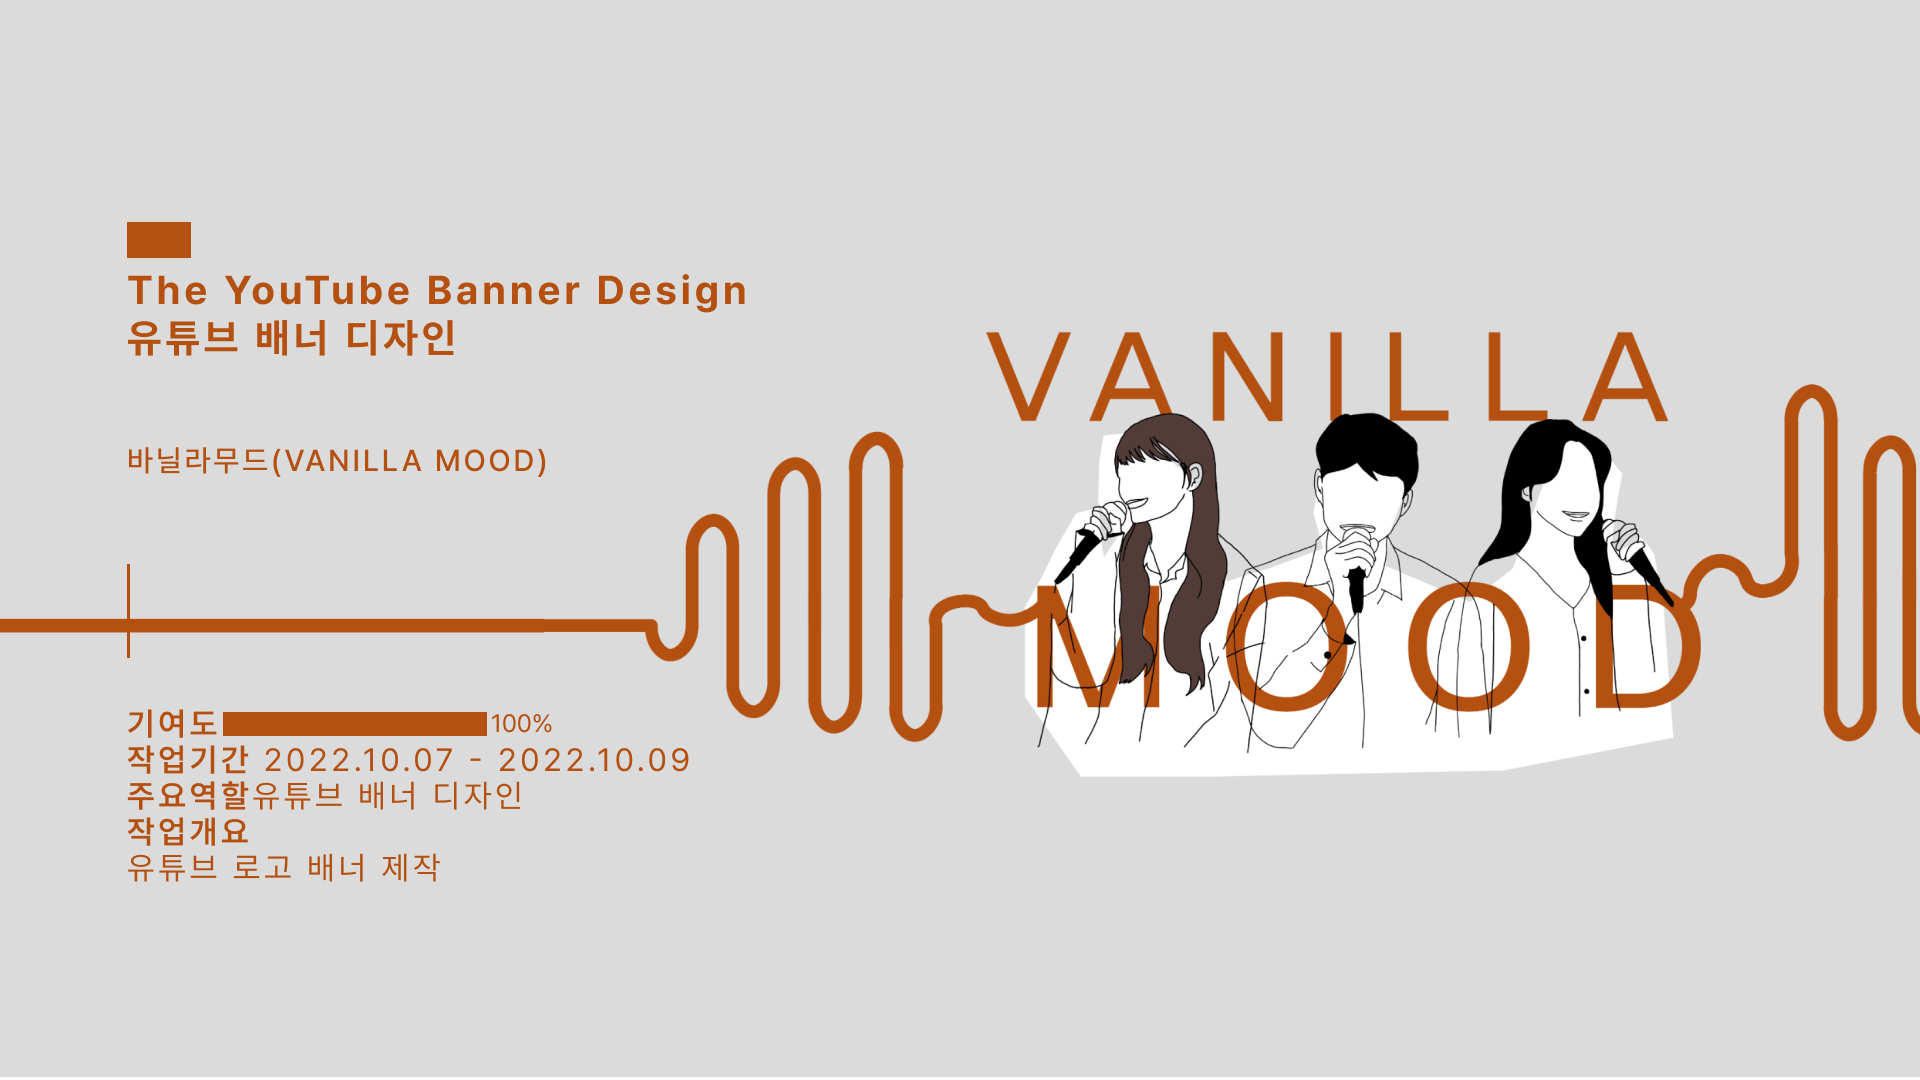 The YouTube Banner Design
유튜브 배너 디자인
바닐라무드(VANILLA MOOD)
기여도 100%
작업기간 2022.10.07 - 2022.10.09
주요역할유튜브 배너 디자인
작업개요
유튜브 로고 배너 제작
VANILLA
MOOD